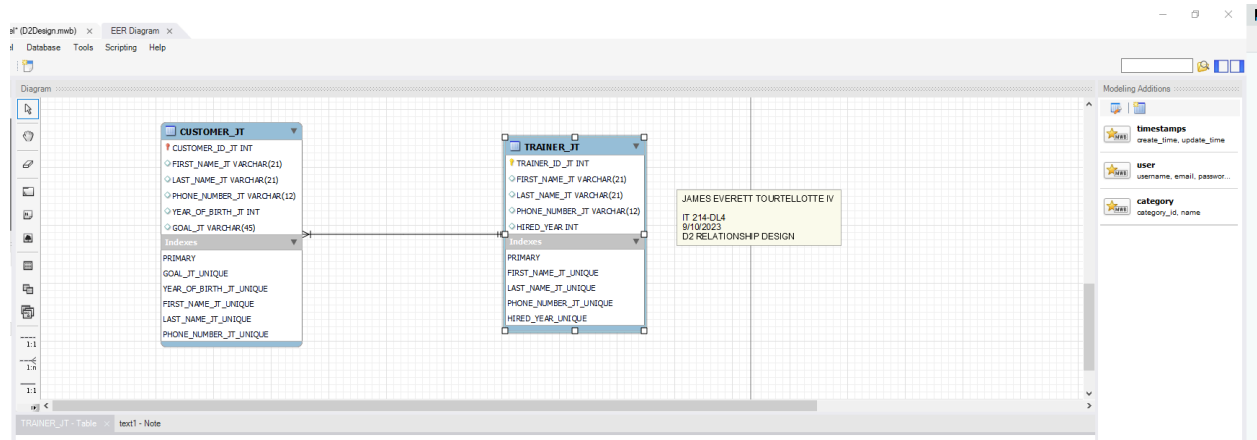 el* (D2Design.mwb) × EER Diagram ×
el Database Tools Scripting Help
Diagram
Modeling Additions
CUSTOMER_JT
CUSTOMER_ID_JT INT
FIRST_NAME_JT VARCHAR(21)
LAST_NAME_JT VARCHAR(21)
PHONE_NUMBER_JT VARCHAR(12)
YEAR_OF_BIRTH_JT INT
GOAL_JT VARCHAR(45)
Indexes
PRIMARY
GOAL_JT_UNIQUE
YEAR_OF_BIRTH_JT_UNIQUE
FIRST_NAME_JT_UNIQUE
LAST_NAME_JT_UNIQUE
PHONE_NUMBER_JT_UNIQUE
TRAINER_JT
TRAINER_ID_JT INT
FIRST_NAME_JT VARCHAR(21)
LAST_NAME_JT VARCHAR(21)
PHONE_NUMBER_JT VARCHAR(12)
HIRED_YEAR INT
Indexes
PRIMARY
FIRST_NAME_JT_UNIQUE
LAST_NAME_JT_UNIQUE
PHONE_NUMBER_JT_UNIQUE
HIRED_YEAR_UNIQUE
JAMES EVERETT TOURTELLOTTE IV
IT 214-DL4
9/10/2023
D2 RELATIONSHIP DESIGN
timestamps
create_time, update_time
user
username, email, passwor...
category
category_id, name
1:1
1:n
1:1
TRAINER_JT - Table × text1 - Note